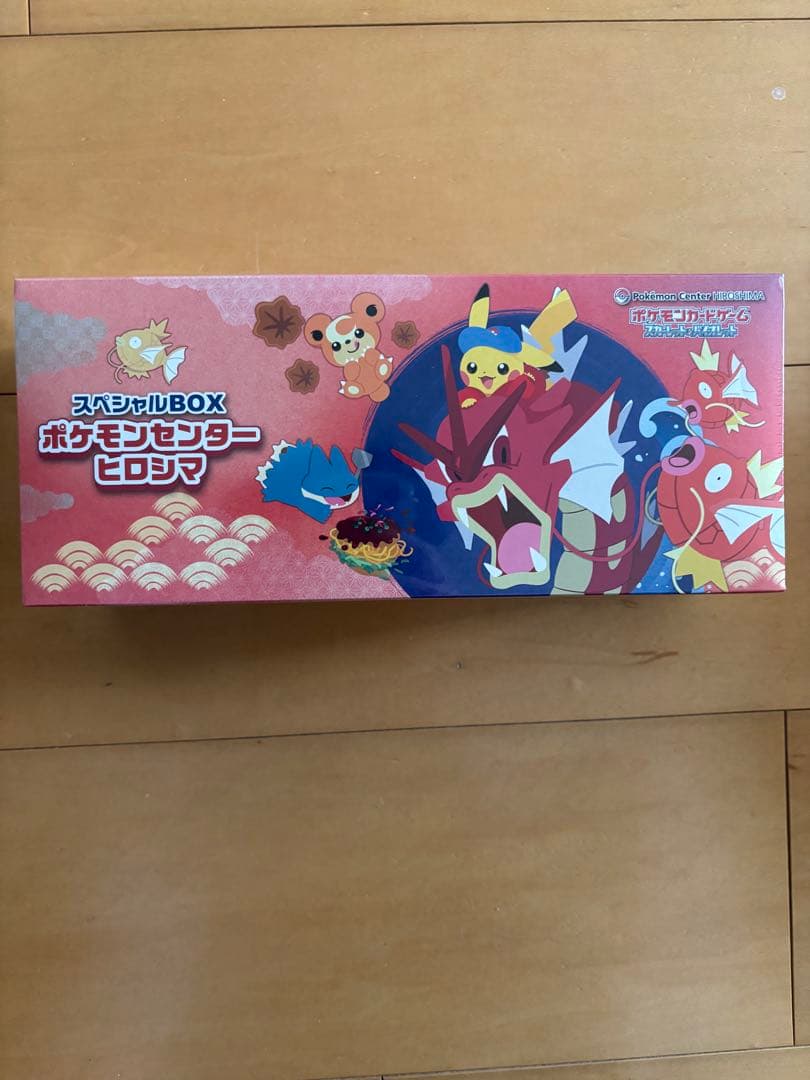 スペシャルBOX
ポケモンセンター
ヒロシマ
Pokémon Center HIROSHIMA
ポケモンカードゲーム
スカーレット&バイオレット